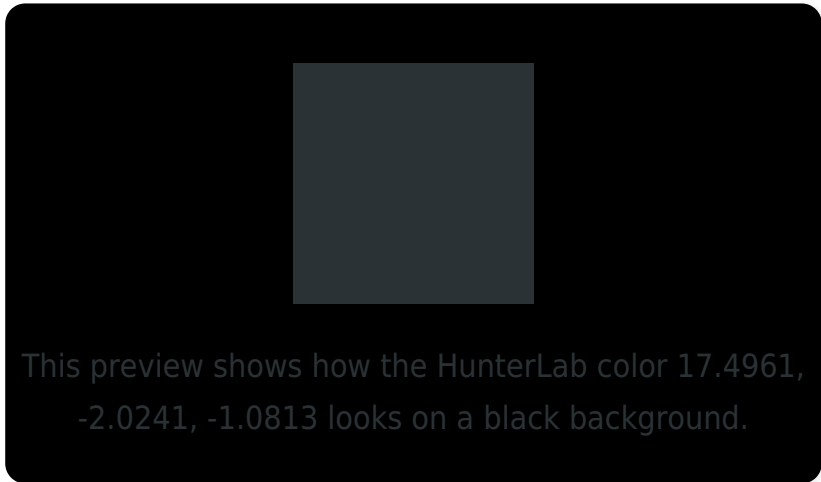 This preview shows how the HunterLab color 17.4961,
-2.0241, -1.0813 looks on a black background.